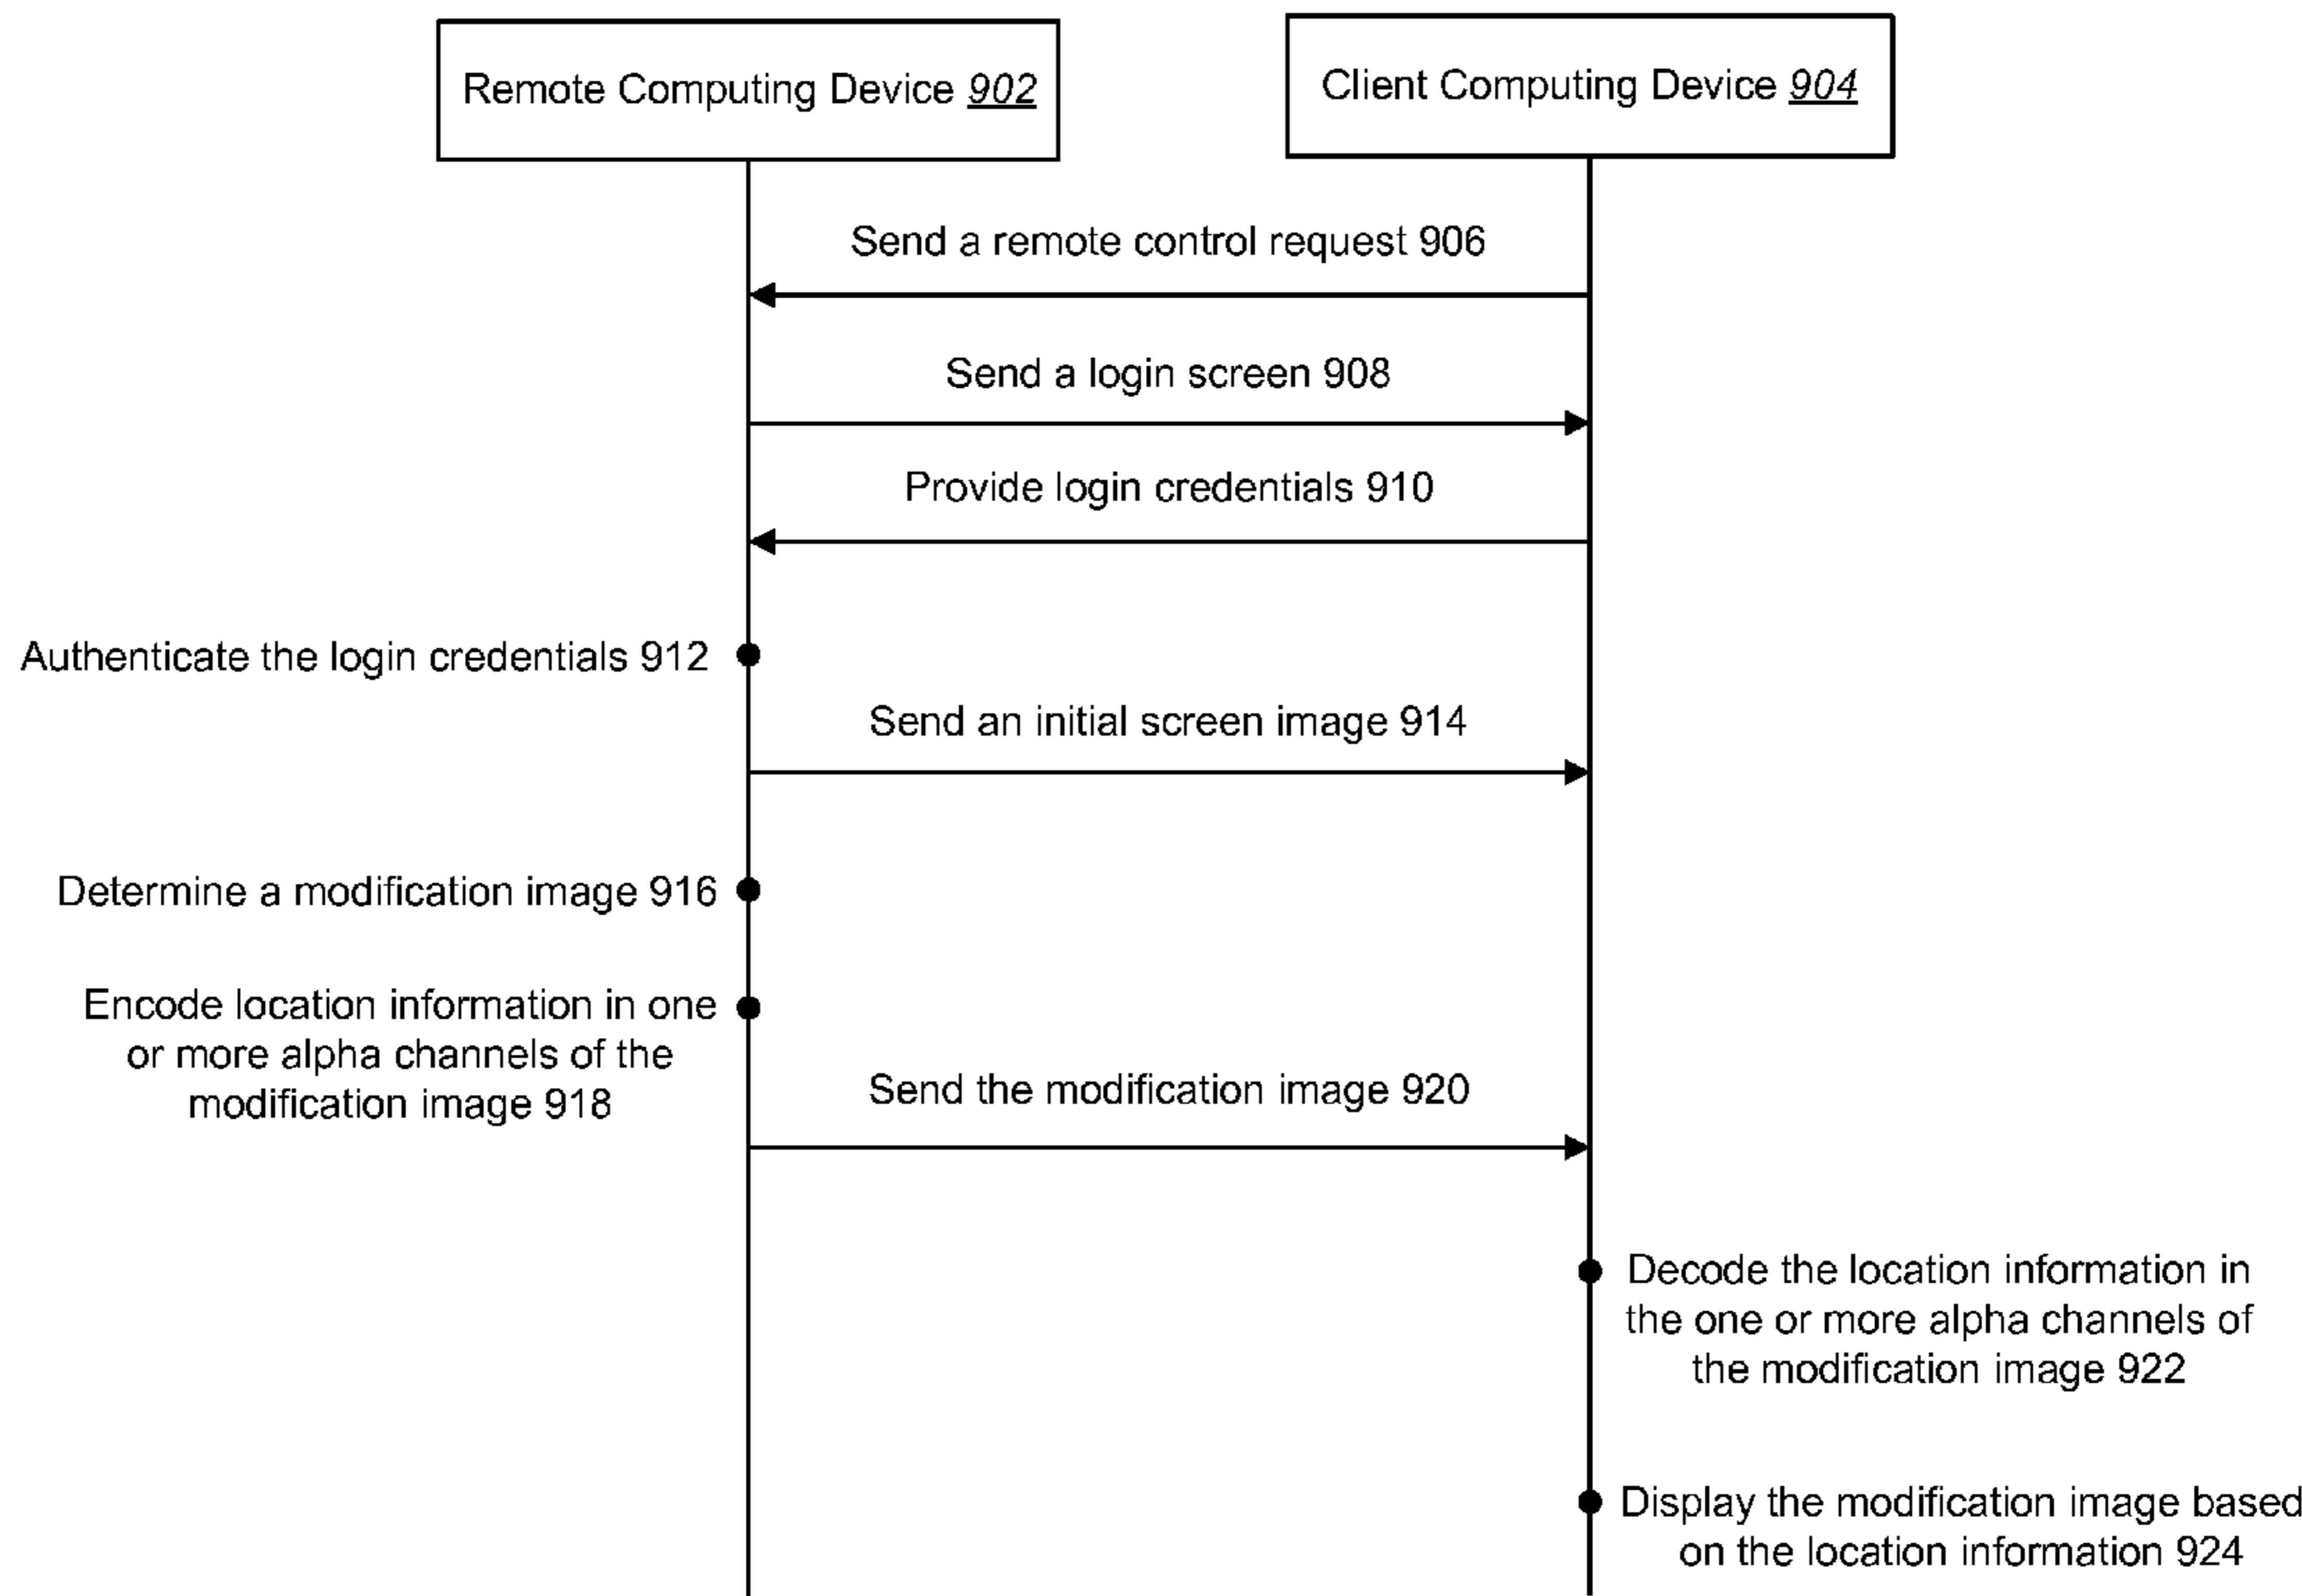 Remote Computing Device 902
Client Computing Device 904
Send a remote control request 906
Send a login screen 908
Provide login credentials 910
Authenticate the login credentials 912
Send an initial screen image 914
Determine a modification image 916
Encode location information in one
or more alpha channels of the
modification image 918
Send the modification image 920
Decode the location information in
the one or more alpha channels of
the modification image 922
Display the modification image based
on the location information 924